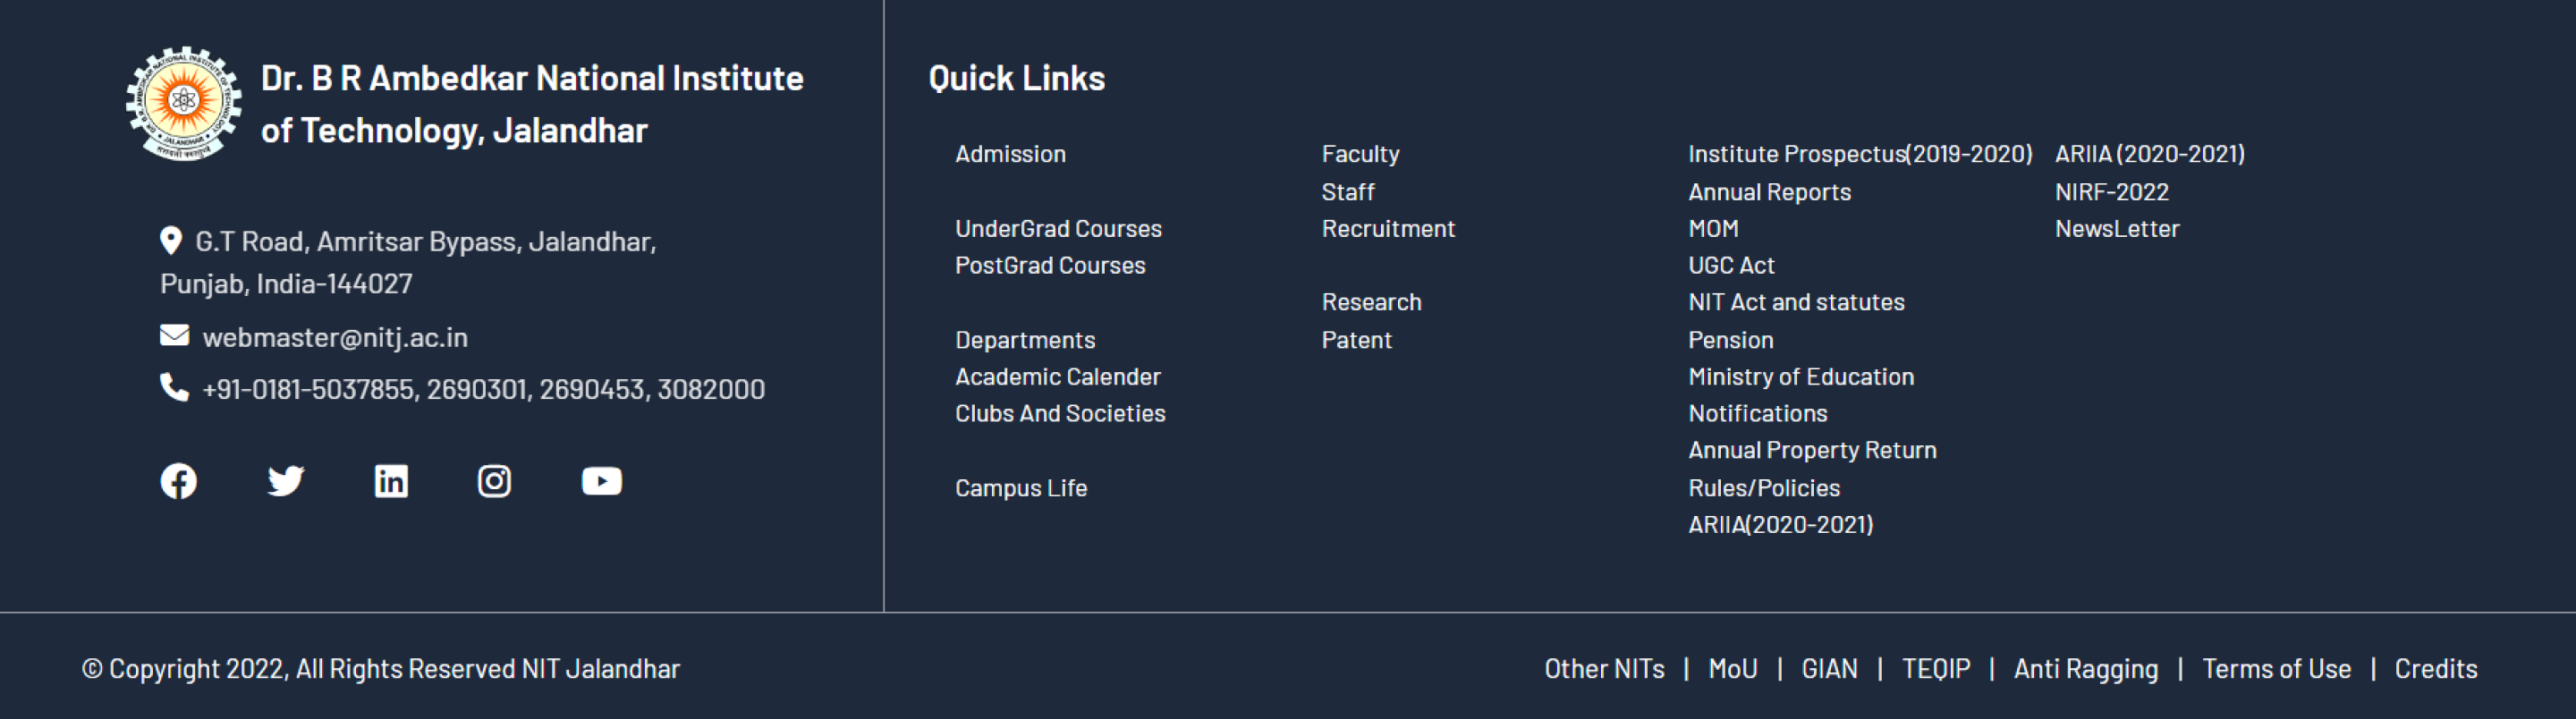 Dr. B R Ambedkar National Institute
of Technology, Jalandhar
G.T Road, Amritsar Bypass, Jalandhar,
Punjab, India-144027
webmaster@nitj.ac.in
+91-0181-5037855, 2690301, 2690453, 3082000
Quick Links
Admission
UnderGrad Courses
PostGrad Courses
Departments
Academic Calender
Clubs And Societies
Campus Life
Faculty
Staff
Recruitment
Research
Patent
Institute Prospectus(2019-2020)
Annual Reports
MOM
UGC Act
NIT Act and statutes
Pension
Ministry of Education
Notifications
Annual Property Return
Rules/Policies
ARIIA(2020-2021)
ARIIA (2020-2021)
NIRF-2022
NewsLetter
© Copyright 2022, All Rights Reserved NIT Jalandhar
Other NITs | MoU | GIAN | TEQIP | Anti Ragging | Terms of Use | Credits